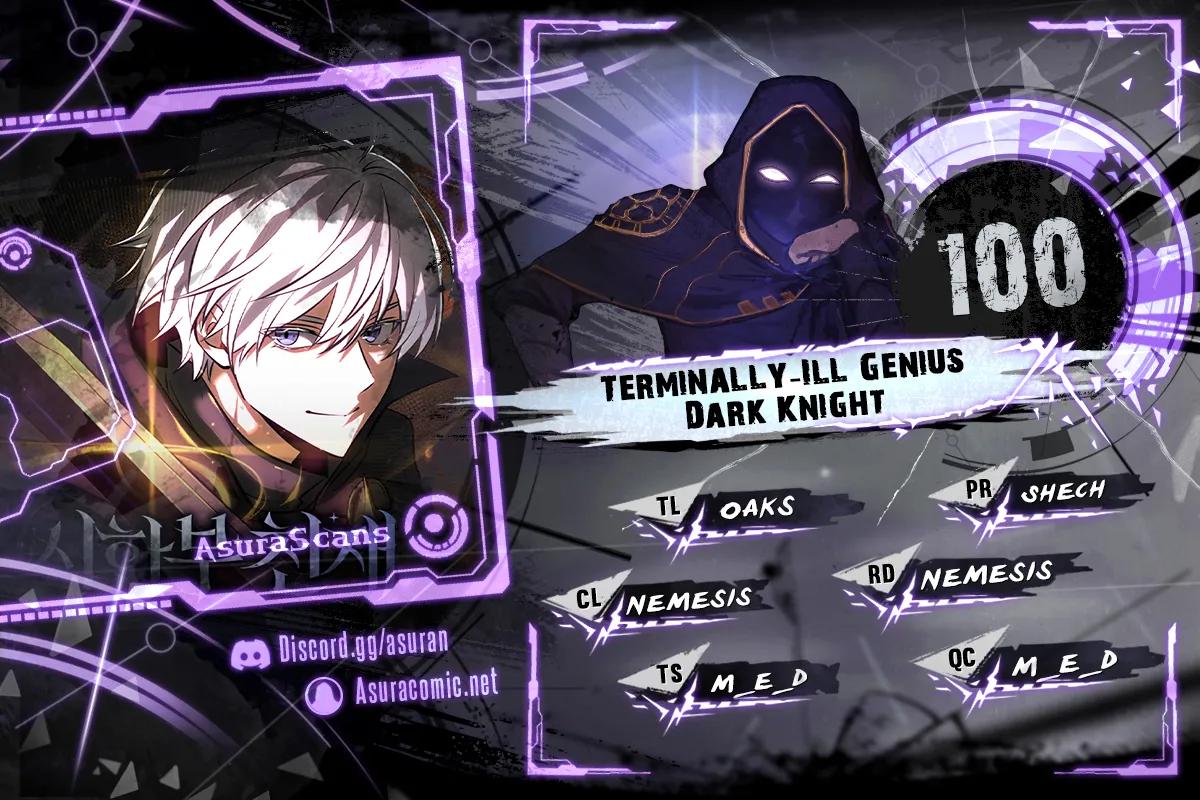 100
TERMINALLY-ILL GENIUS
DARK KNIGHT
TL OAKS
PR SHECH
CL NEMESIS
RD NEMESIS
TS M_E_D
QC M_E_D
AsuraScans
Discord.gg/asuran
Asuracomic.net